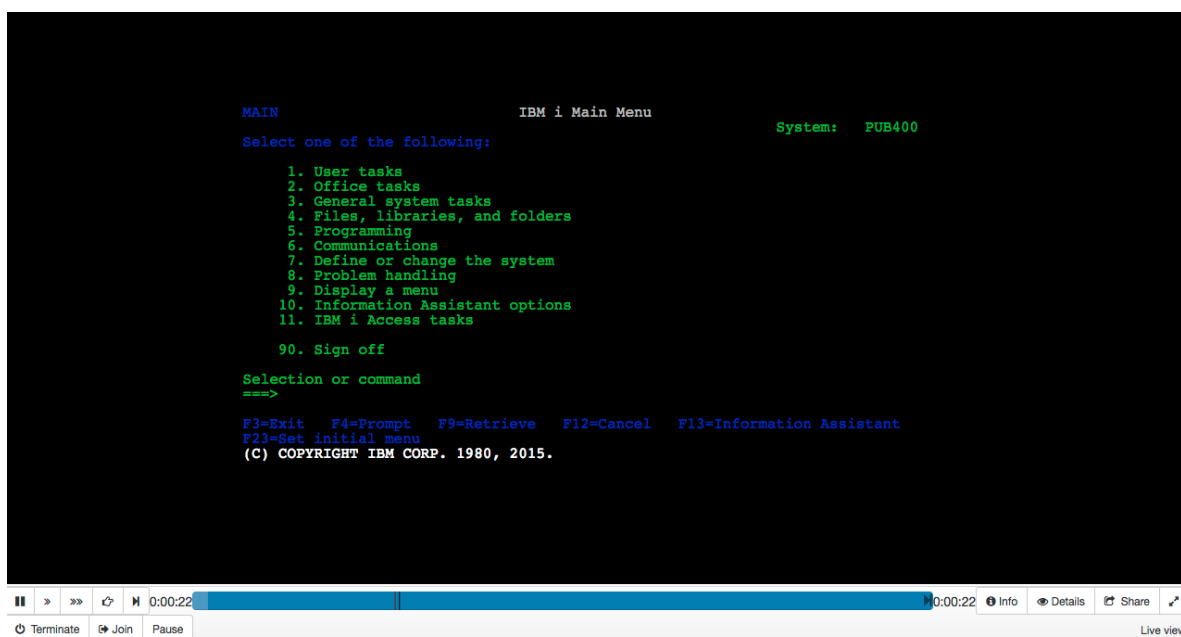 MAIN IBM i Main Menu
System: PUB400
Select one of the following:
1. User tasks
2. Office tasks
3. General system tasks
4. Files, libraries, and folders
5. Programming
6. Communications
7. Define or change the system
8. Problem handling
9. Display a menu
10. Information Assistant options
11. IBM i Access tasks
90. Sign off
Selection or command
===>
F3=Exit F4=Prompt F9=Retrieve F12=Cancel F13=Information Assistant
F23=Set initial menu
(C) COPYRIGHT IBM CORP. 1980, 2015.
0:00:22 0:00:22 Info Details Share
Terminate Join Pause Live view